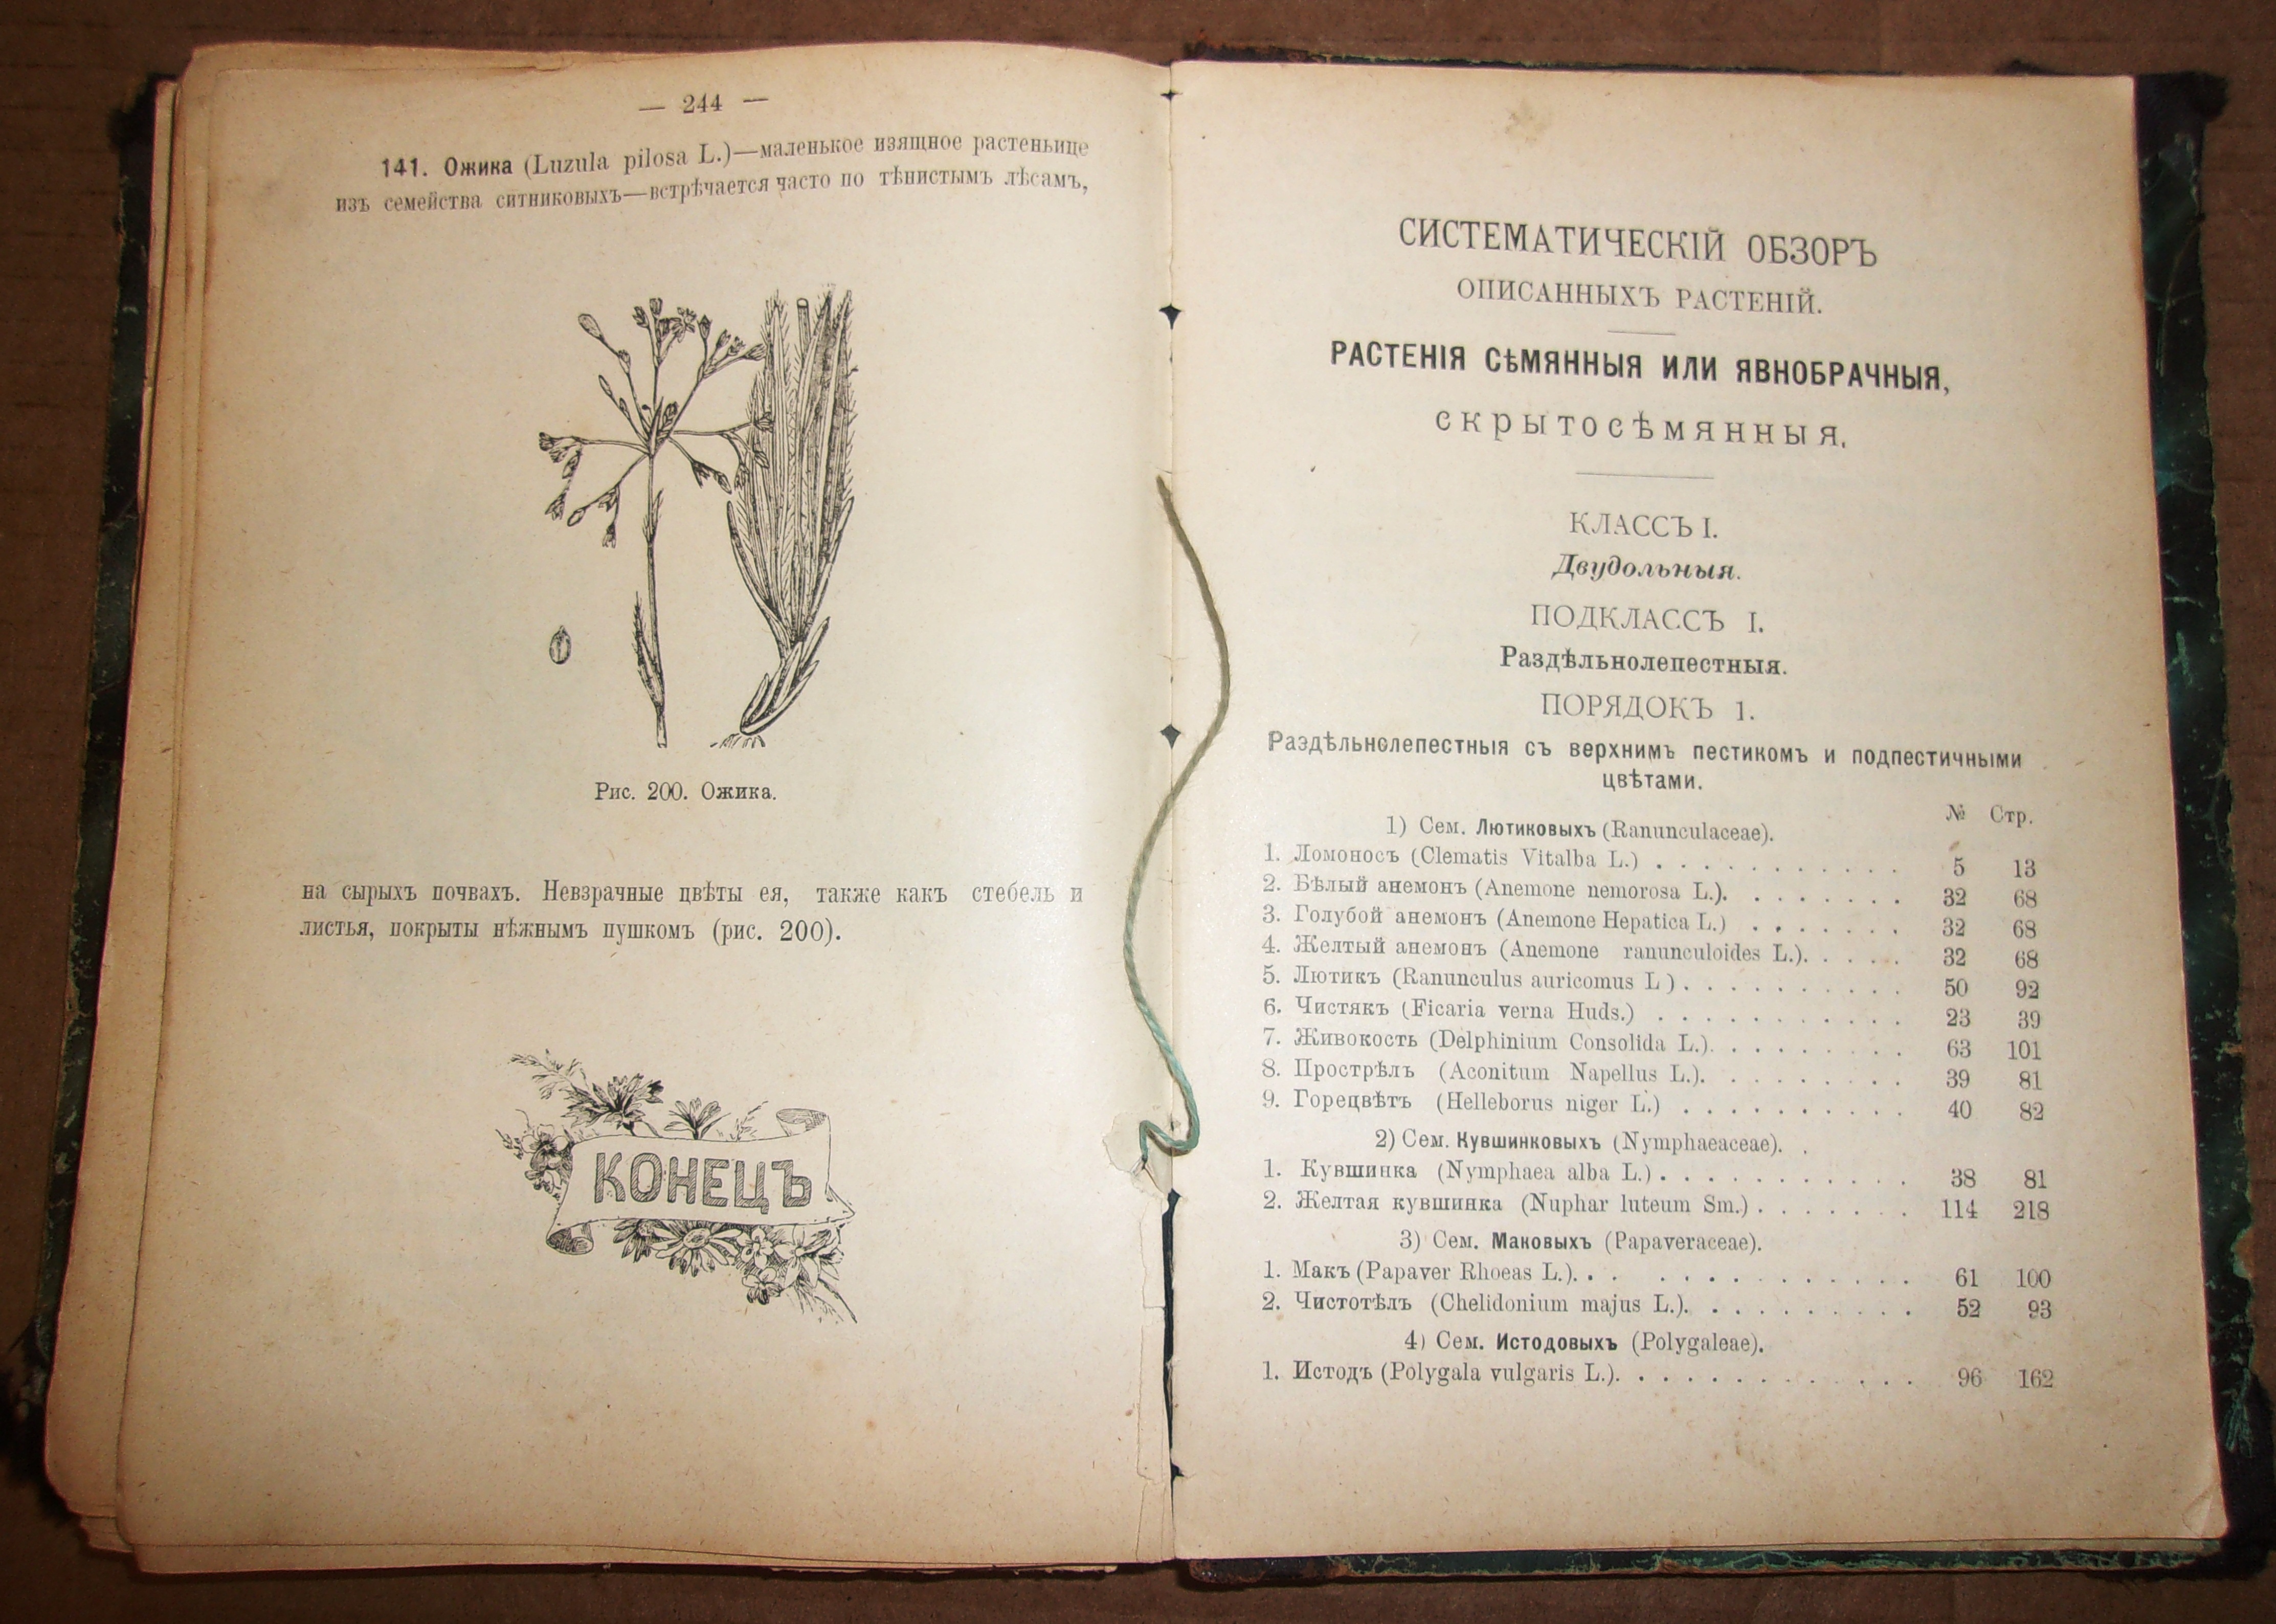 — 244 —
141. Ожика (Luzula pilosa L.)—маленькое изящное растеньице
изъ семейства ситниковыхъ—встрѣчается часто по тѣнистымъ лѣсамъ,
Рис. 200. Ожика.
на сырыхъ почвахъ. Невзрачные цвѣты ея, также какъ стебель и
листья, покрыты нѣжнымъ пушкомъ (рис. 200).
КОНЕЦЪ
СИСТЕМАТИЧЕСКІЙ ОБЗОРЪ
ОПИСАННЫХЪ РАСТЕНІЙ.
РАСТЕНІЯ СѢМЯННЫЯ ИЛИ ЯВНОБРАЧНЫЯ,
скрытосѣмянныя.
КЛАССЪ I.
Двудольныя.
ПОДКЛАССЪ I.
Раздѣльнолепестныя.
ПОРЯДОКЪ 1.
Раздѣльнолепестныя съ верхнимъ пестикомъ и подпестичными
цвѣтами.
№ Стр.
1) Сем. Лютиковыхъ (Ranunculaceae).
1. Ломоносъ (Clematis Vitalba L.) . . . . . . . . . . . 5 13
2. Бѣлый анемонъ (Anemone nemorosa L.). . . . . . . . 32 68
3. Голубой анемонъ (Anemone Hepatica L.) . . . . . . . 32 68
4. Желтый анемонъ (Anemone ranunculoides L.). . . . . 32 68
5. Лютикъ (Ranunculus auricomus L ) . . . . . . . . . . 50 92
6. Чистякъ (Ficaria verna Huds.) . . . . . . . . . . . 23 39
7. Живокость (Delphinium Consolida L.). . . . . . . . . 63 101
8. Прострѣлъ (Aconitum Napellus L.). . . . . . . . . 39 81
9. Горецвѣтъ (Helleborus niger L.) . . . . . . . . . . 40 82
2) Сем. Кувшинковыхъ (Nymphaeaceae).
1. Кувшинка (Nymphaea alba L.) . . . . . . . . . . . 38 81
2. Желтая кувшинка (Nuphar luteum Sm.) . . . . . . . 114 218
3) Сем. Маковыхъ (Papaveraceae).
1. Макъ (Papaver Rhoeas L.). . . . . . . . . . . . . . 61 100
2. Чистотѣлъ (Chelidonium majus L.). . . . . . . . . . 52 93
4) Сем. Истодовыхъ (Polygaleae).
1. Истодъ (Polygala vulgaris L.). . . . . . . . . . . . . 96 162